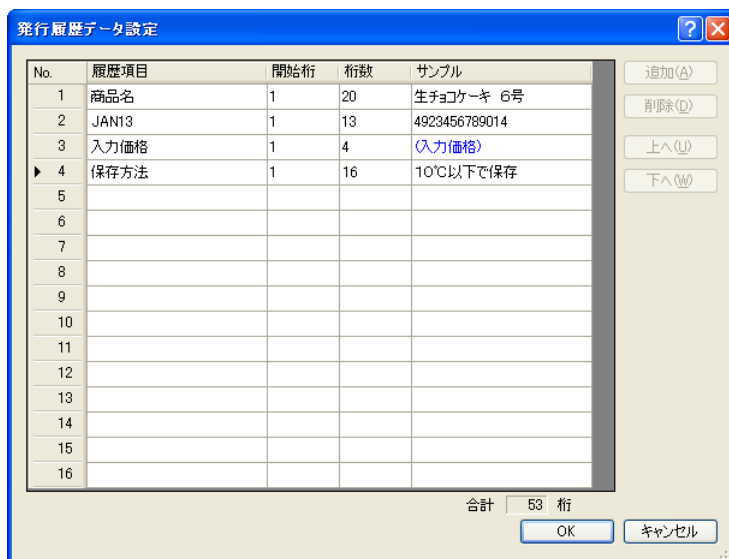 発行履歴データ設定
No. 履歴項目 開始桁 桁数 サンプル
1 商品名 1 20 生チョコケーキ 6号
2 JAN13 1 13 4923456789014
3 入力価格 1 4 (入力価格)
4 保存方法 1 16 10℃以下で保存
5
6
7
8
9
10
11
12
13
14
15
16
追加(A)
削除(D)
上へ(U)
下へ(W)
合計 53 桁
OK キャンセル